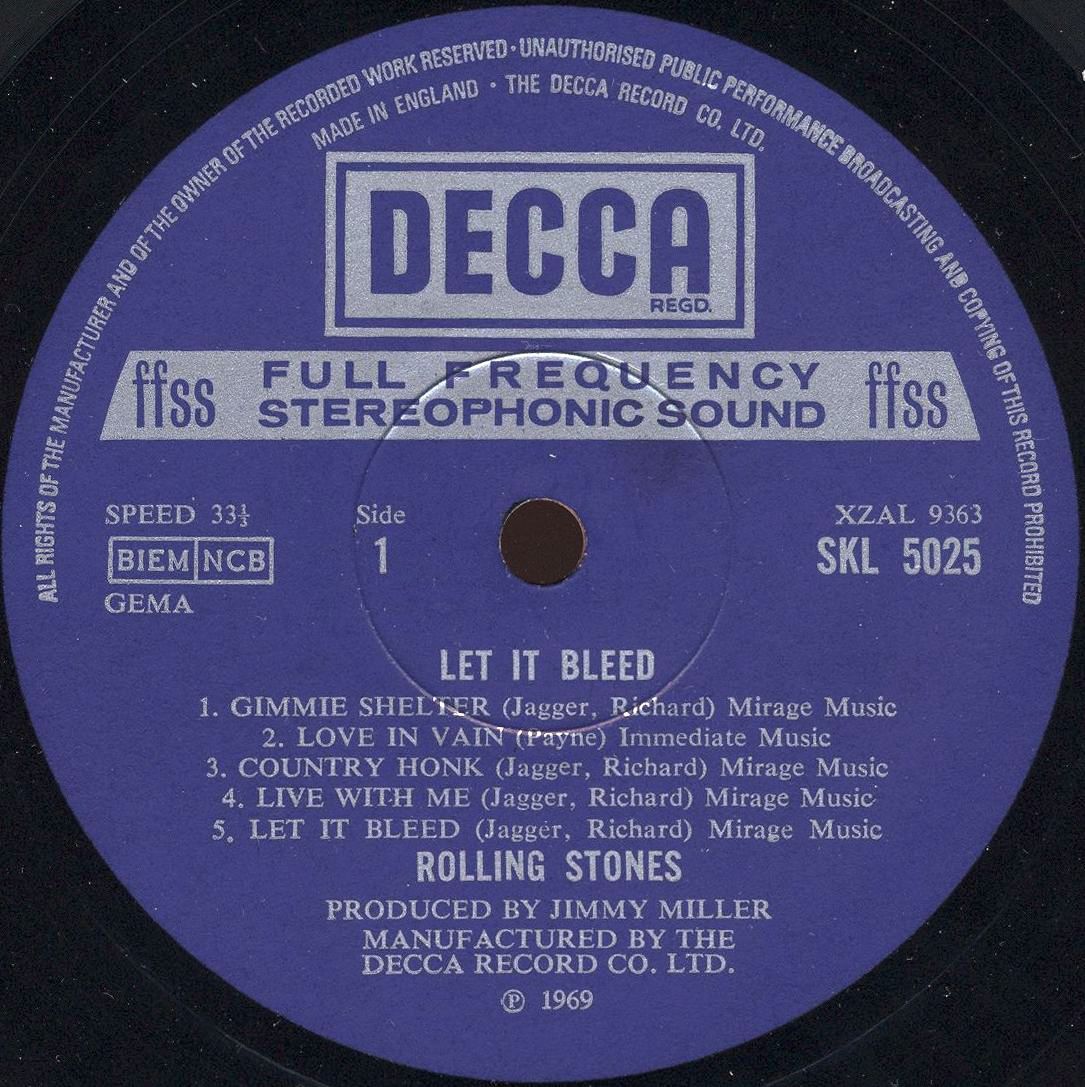 ALL RIGHTS OF THE MANUFACTURER AND OF THE OWNER OF THE RECORDED WORK RESERVED · UNAUTHORISED PUBLIC PERFORMANCE BROADCASTING AND COPYING OF THIS RECORD PROHIBITED
MADE IN ENGLAND · THE DECCA RECORD CO. LTD.
DECCA
REGD.
ffss FULL FREQUENCY STEREOPHONIC SOUND ffss
SPEED 33⅓
BIEM NCB
GEMA
Side
1
XZAL 9363
SKL 5025
LET IT BLEED
1. GIMMIE SHELTER (Jagger, Richard) Mirage Music
2. LOVE IN VAIN (Payne) Immediate Music
3. COUNTRY HONK (Jagger, Richard) Mirage Music
4. LIVE WITH ME (Jagger, Richard) Mirage Music
5. LET IT BLEED (Jagger, Richard) Mirage Music
ROLLING STONES
PRODUCED BY JIMMY MILLER
MANUFACTURED BY THE
DECCA RECORD CO. LTD.
℗ 1969